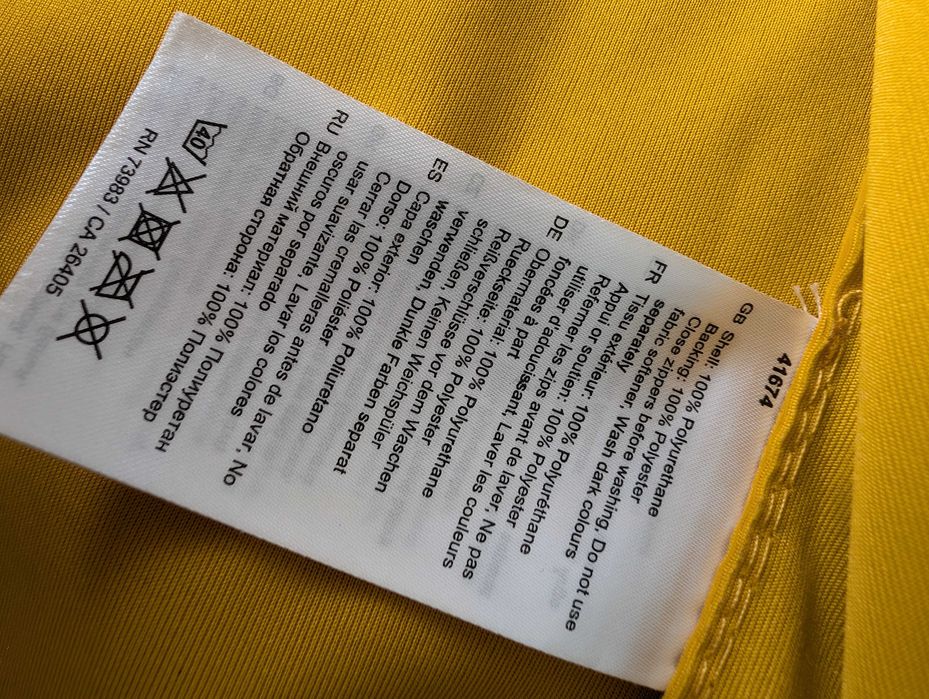 41674
GB Shell: 100% Polyurethane
Backing: 100% Polyester
Close zippers before washing, Do not use
fabric softener, Wash dark colours
separately
FR Tissu extérieur: 100% Polyuréthane
Appui or soutien: 100% Polyester
Refermer les zips avant de laver, Ne pas
utiliser d'adoucissant, Laver les couleurs
foncées à part
DE Obermaterial: 100% Polyurethane
Rueckseite: 100% Polyester
Reißverschlüsse vor dem Waschen
schließen, Keinen Weichspüler
verwenden, Dunkle Farben separat
waschen
ES Capa exterior: 100% Poliuretano
Dorso: 100% Poliéster
Cerrar las cremalleras antes de lavar, No
usar suavizante, Lavar los colores
oscuros por separado
RU Внешний материал: 100% Полиуретан
Обратная сторона: 100% Полиэстер
40
RN 73983 / CA 26405